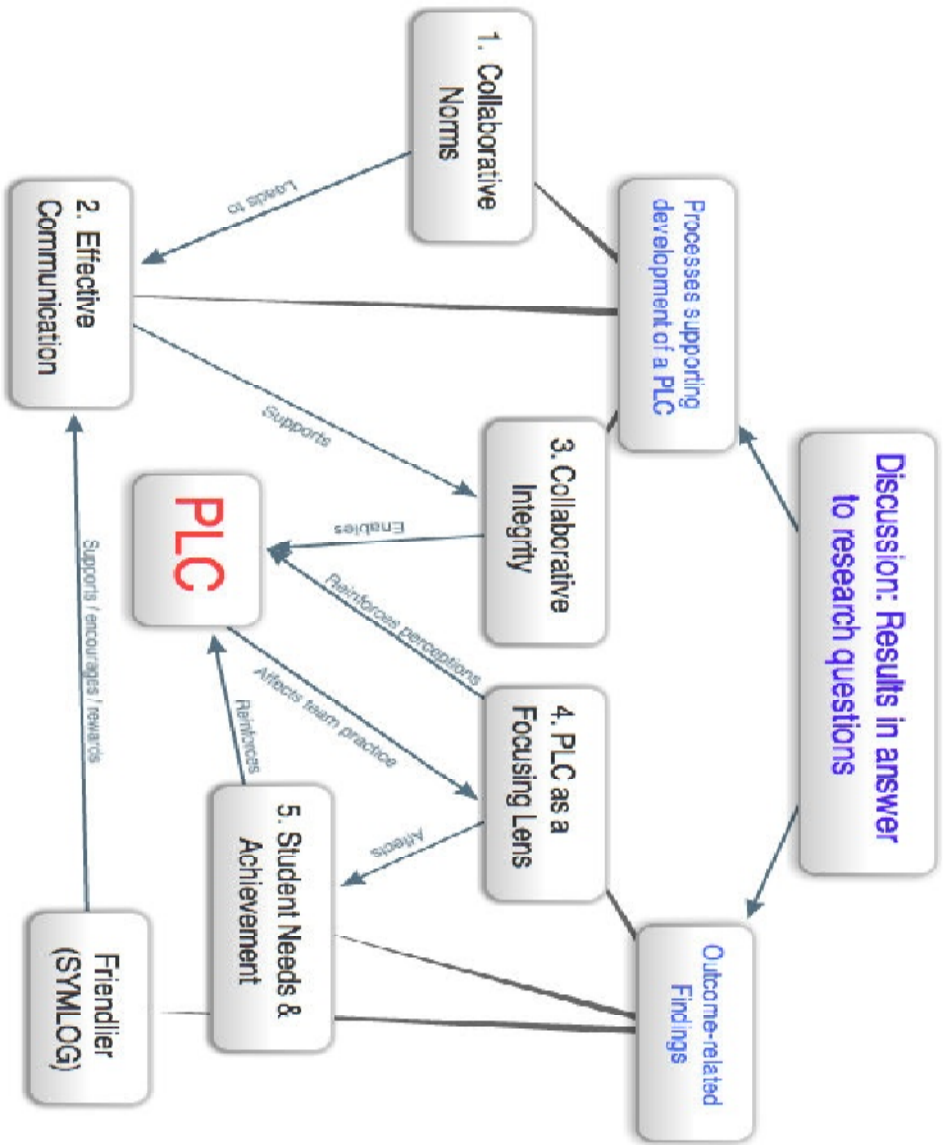 Discussion: Results in answer
to research questions
Processes supporting
development of a PLC
Outcome-related
Findings
1. Collaborative
Norms
3. Collaborative
Integrity
4. PLC as a
Focusing Lens
Leads to
Supports
Enables
Reinforces perceptions
Affects team practice
Affects
PLC
Reinforces
5. Student Needs &
Achievement
2. Effective
Communication
Supports / encourages / rewards
Friendlier
(SYMLOG)